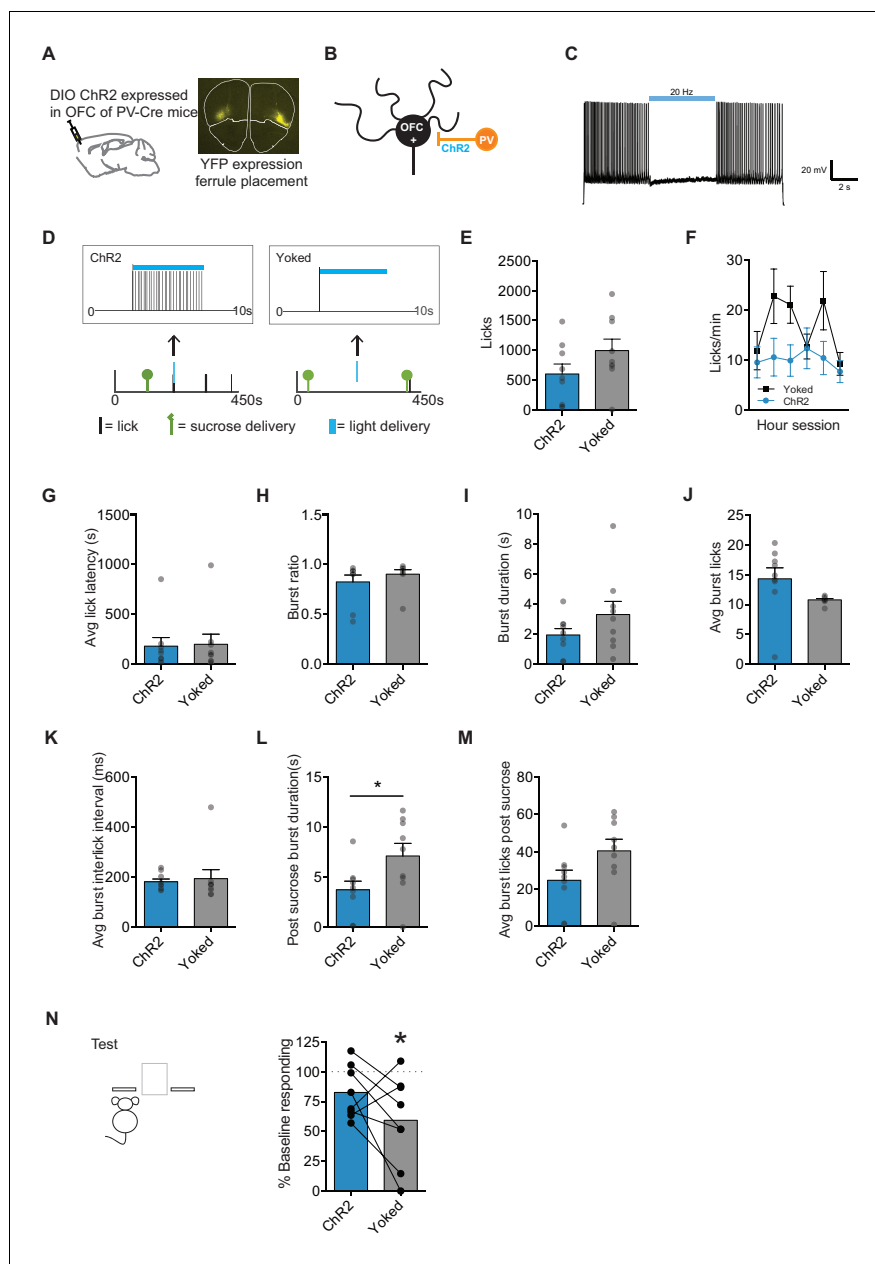 A
DIO ChR2 expressed
in OFC of PV-Cre mice
YFP expression
ferrule placement
B
OFC
+
ChR2
PV
C
20 Hz
20 mV
2 s
D
ChR2
0
10s
Yoked
0
10s
0
450s
0
450s
= lick
= sucrose delivery
= light delivery
E
Licks
2500
2000
1500
1000
500
0
ChR2
Yoked
F
Licks/min
30
20
10
0
Yoked
ChR2
Hour session
G
Avg lick latency (s)
1500
1000
500
0
ChR2
Yoked
H
Burst ratio
1.5
1.0
0.5
0.0
ChR2
Yoked
I
Burst duration (s)
10
8
6
4
2
0
ChR2
Yoked
J
Avg burst licks
25
20
15
10
5
0
ChR2
Yoked
K
Avg burst interlick interval (ms)
600
400
200
0
ChR2
Yoked
L
Post sucrose burst duration(s)
15
10
5
0
*
ChR2
Yoked
M
Avg burst licks post sucrose
80
60
40
20
0
ChR2
Yoked
N
Test
% Baseline responding
125
100
75
50
25
0
*
ChR2
Yoked